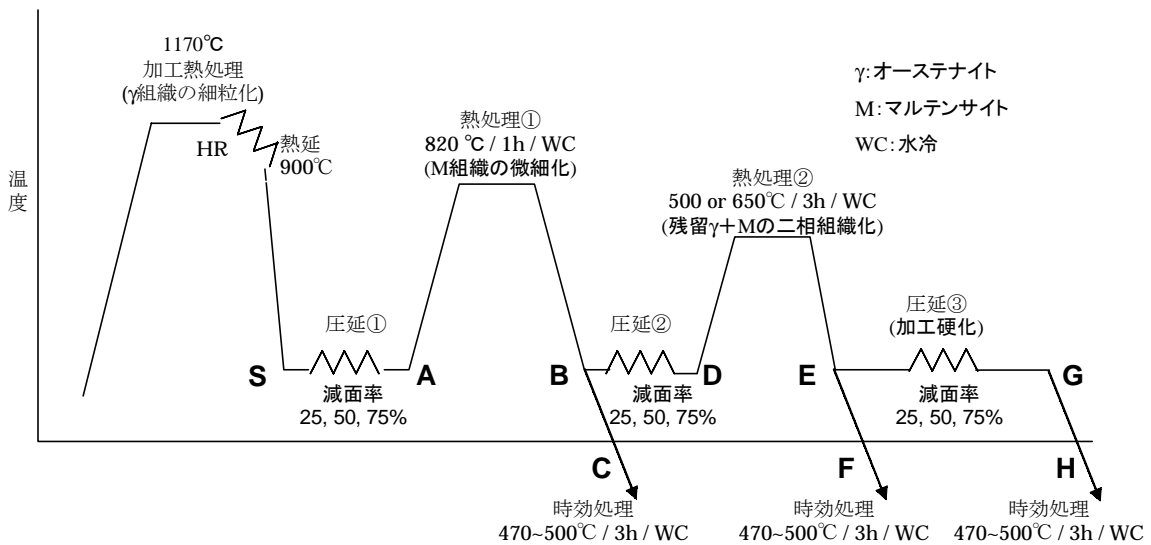 1170℃
加工熱処理
(γ組織の細粒化)
HR
熱延
900℃
温
度
熱処理①
820 ℃ / 1h / WC
(M組織の微細化)
γ:オーステナイト
M:マルテンサイト
WC:水冷
熱処理②
500 or 650℃ / 3h / WC
(残留γ+Mの二相組織化)
圧延①
S
A
減面率
25, 50, 75%
圧延②
B
D
減面率
25, 50, 75%
圧延③
(加工硬化)
E
G
減面率
25, 50, 75%
C
時効処理
470~500℃ / 3h / WC
F
時効処理
470~500℃ / 3h / WC
H
時効処理
470~500℃ / 3h / WC